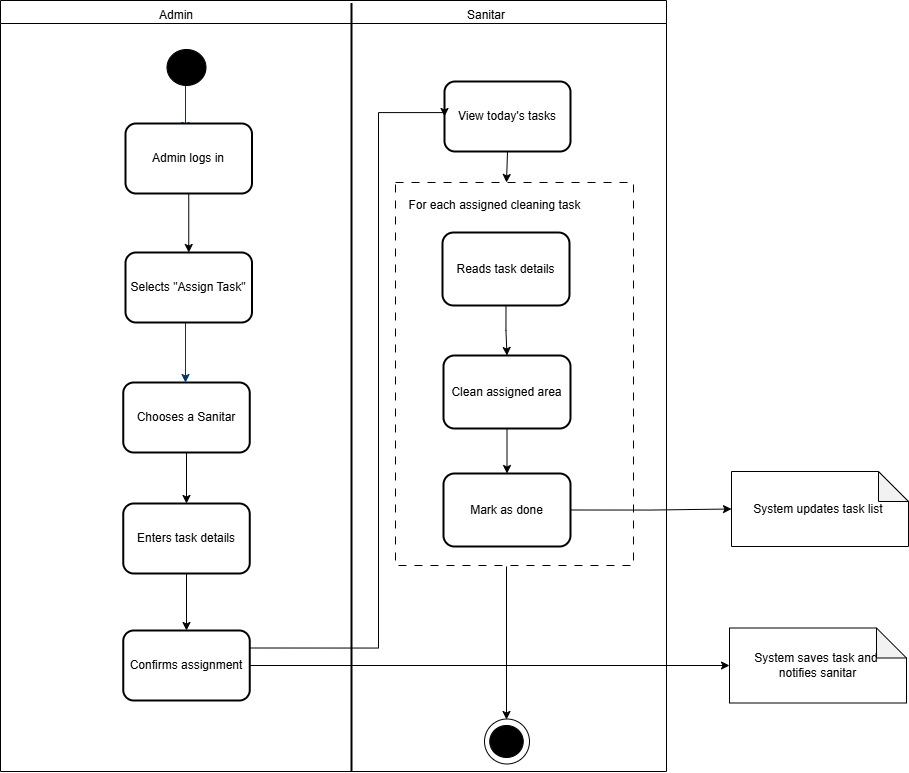 Admin
Sanitar
Admin logs in
Selects "Assign Task"
Chooses a Sanitar
Enters task details
Confirms assignment
View today's tasks
For each assigned cleaning task
Reads task details
Clean assigned area
Mark as done
System updates task list
System saves task and
notifies sanitar